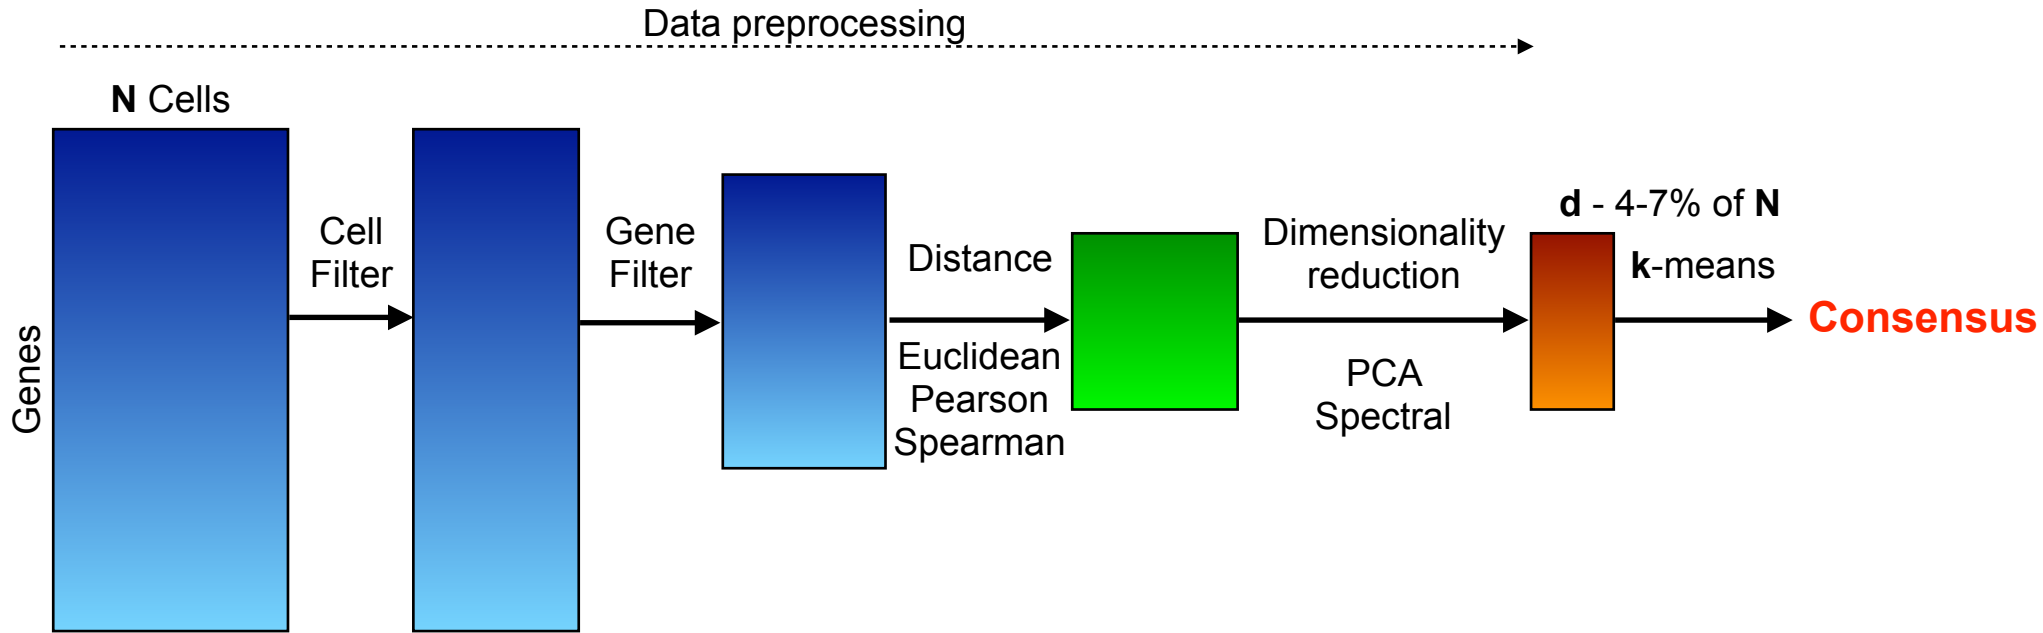 Data preprocessing
N Cells
Genes
Cell
Filter
Gene
Filter
Distance
Euclidean
Pearson
Spearman
Dimensionality
reduction
PCA
Spectral
d - 4-7% of N
k-means
Consensus